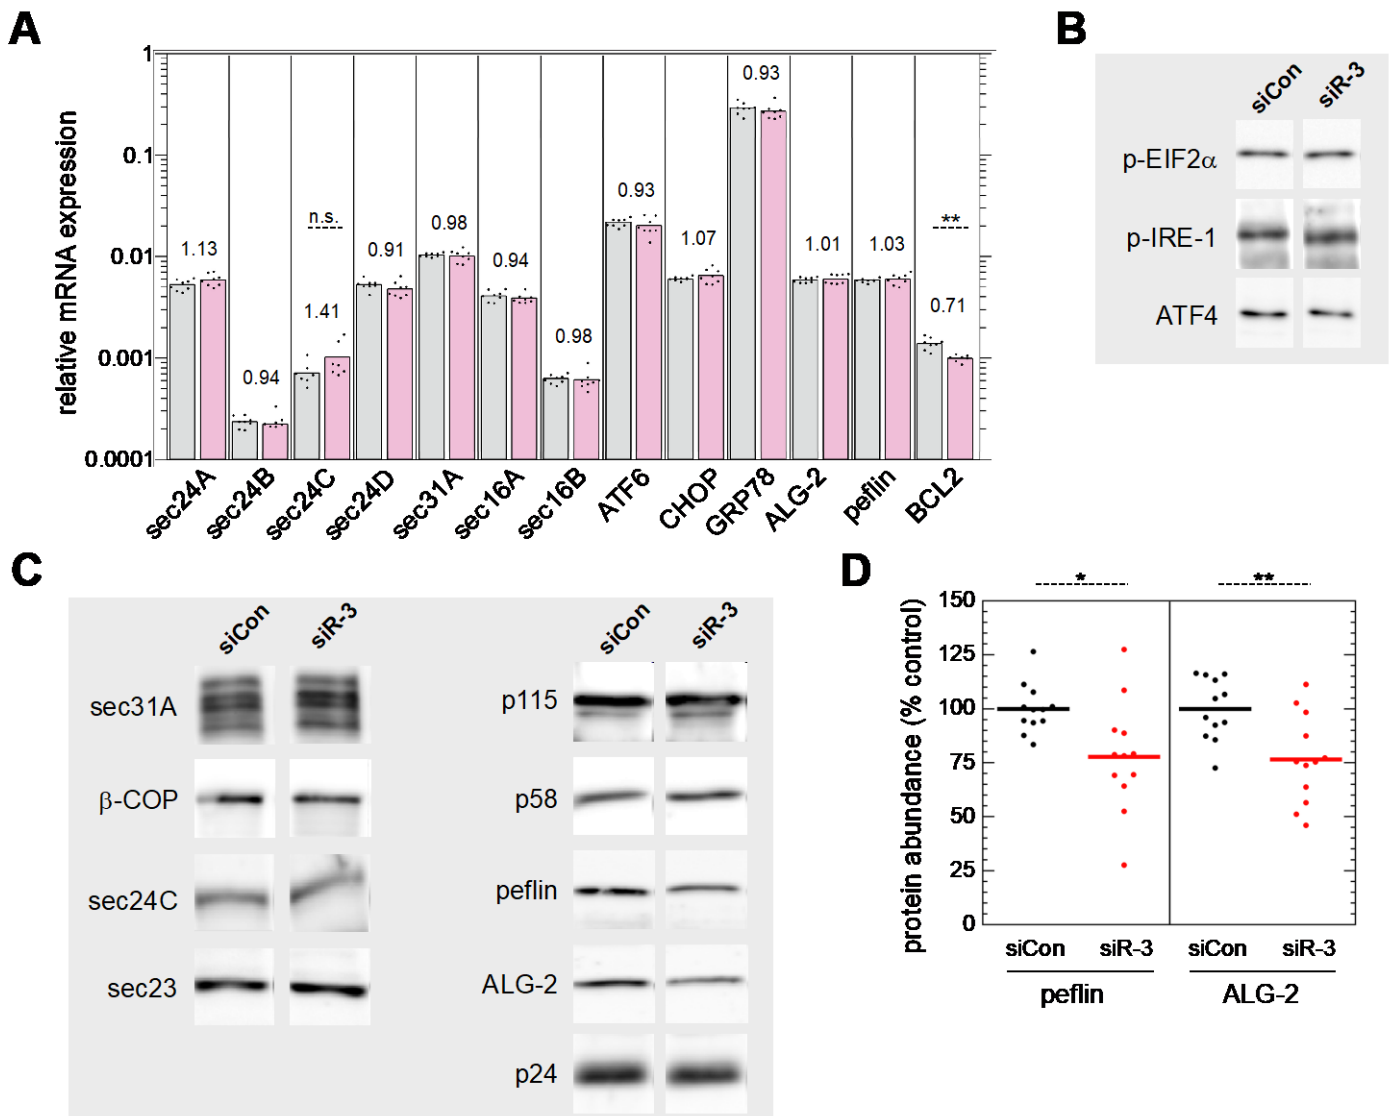 A
relative mRNA expression
1
0.1
0.01
0.001
0.0001
1.13
0.94
n.s.
1.41
0.91
0.98
0.94
0.98
0.93
1.07
0.93
1.01
1.03
**
0.71
sec24A
sec24B
sec24C
sec24D
sec31A
sec16A
sec16B
ATF6
CHOP
GRP78
ALG-2
peflin
BCL2
B
siCon siR-3
p-EIF2α
p-IRE-1
ATF4
C
siCon siR-3
sec31A
β-COP
sec24C
sec23
siCon siR-3
p115
p58
peflin
ALG-2
p24
D
protein abundance (% control)
150
125
100
75
50
25
0
* **
siCon siR-3 siCon siR-3
peflin ALG-2